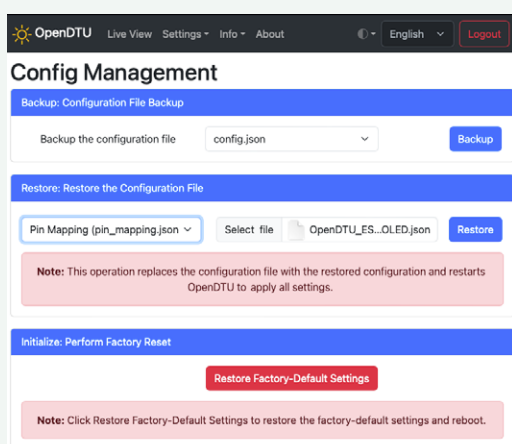 OpenDTU Live View Settings Info About English Logout
Config Management
Backup: Configuration File Backup
Backup the configuration file config.json Backup
Restore: Restore the Configuration File
Pin Mapping (pin_mapping.json Select file OpenDTU_ES...OLED.json Restore
Note: This operation replaces the configuration file with the restored configuration and restarts
OpenDTU to apply all settings.
Initialize: Perform Factory Reset
Restore Factory-Default Settings
Note: Click Restore Factory-Default Settings to restore the factory-default settings and reboot.